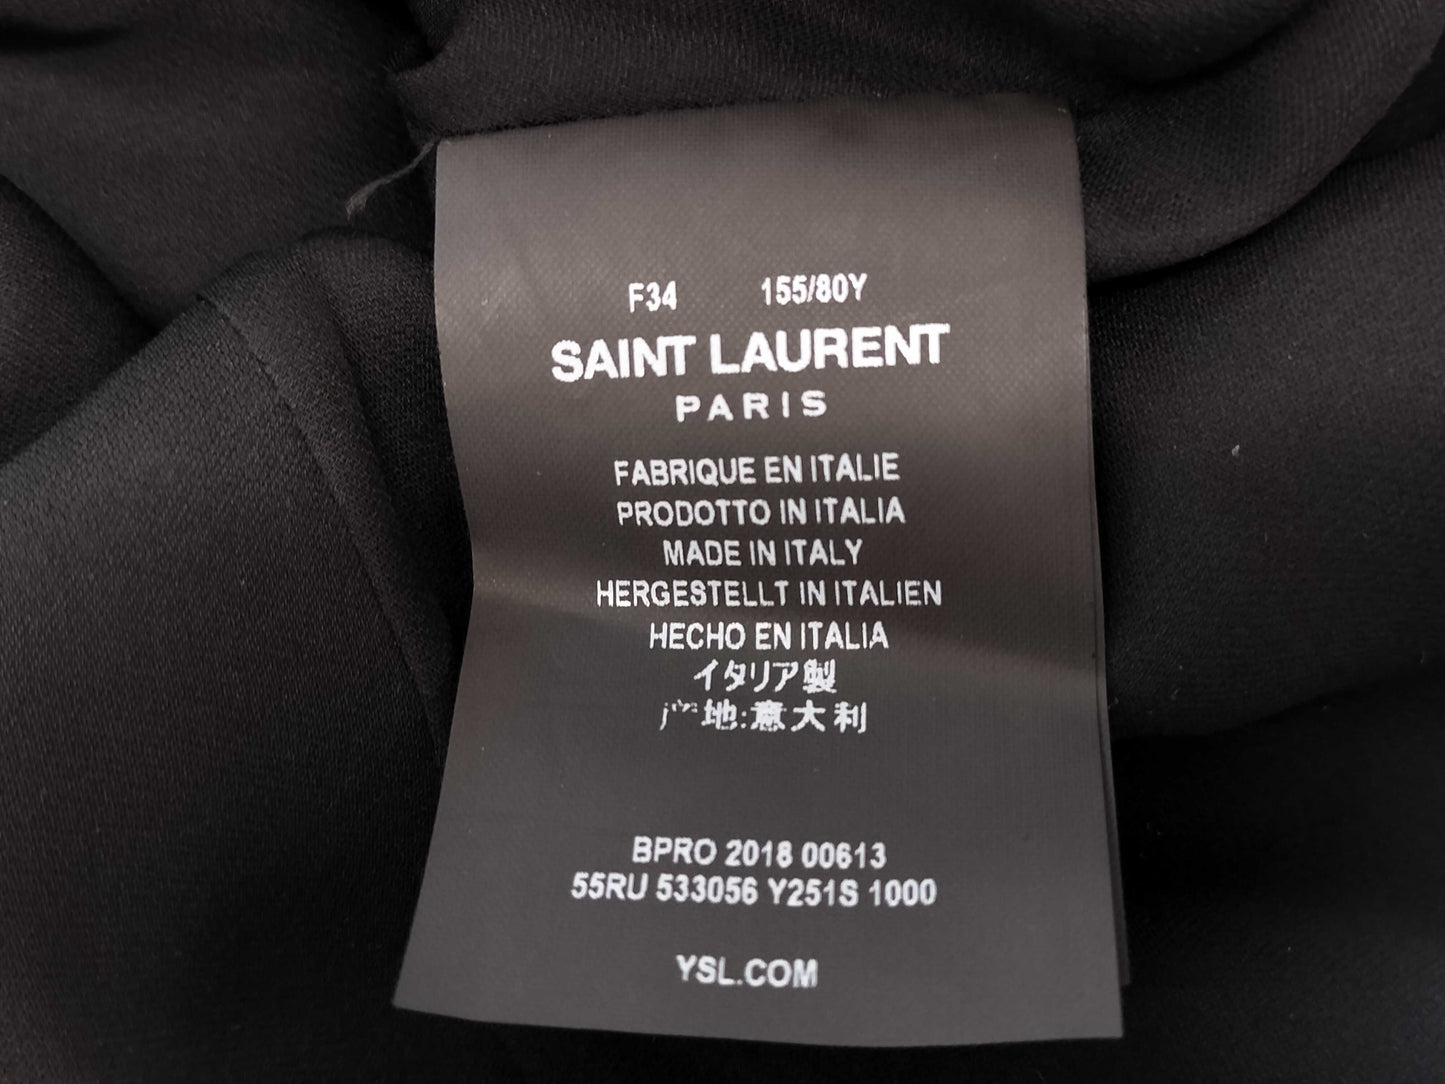 F34 155/80Y
SAINT LAURENT
PARIS
FABRIQUE EN ITALIE
PRODOTTO IN ITALIA
MADE IN ITALY
HERGESTELLT IN ITALIEN
HECHO EN ITALIA
イタリア製
产地:意大利
BPRO 2018 00613
55RU 533056 Y251S 1000
YSL.COM